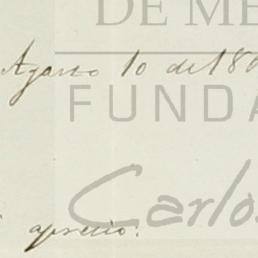 DE ME
Agosto 10 de 18
FUNDA
Carlos
aprecio: